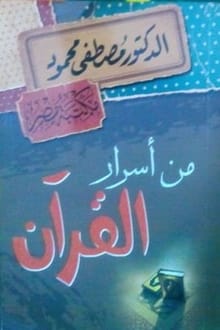 الدكتور مصطفى محمود
مكتبة مصر
من أسرار
القرآن